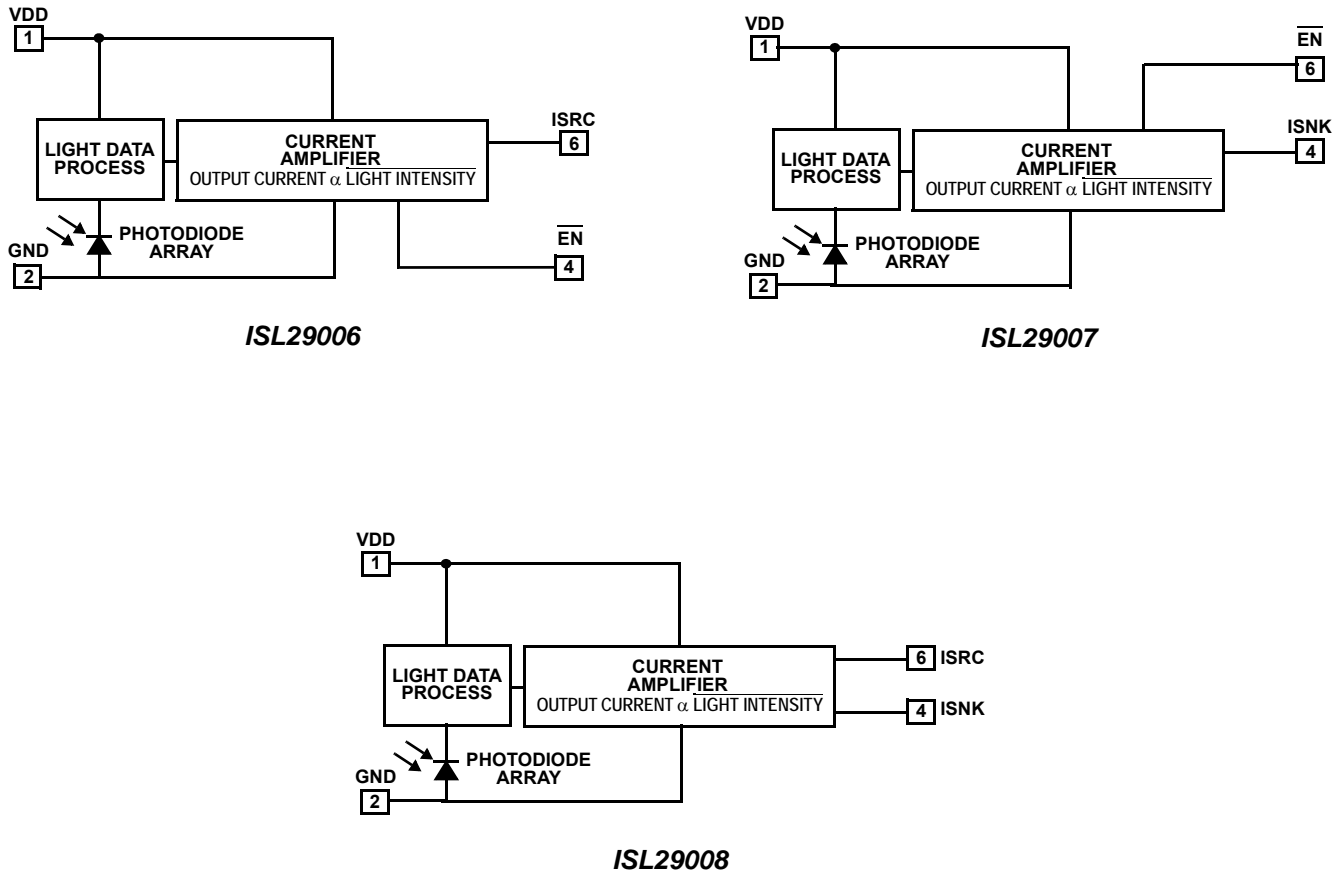 VDD
1
LIGHT DATA
PROCESS
CURRENT
AMPLIFIER
OUTPUT CURRENT α LIGHT INTENSITY
ISRC
6
PHOTODIODE
ARRAY
GND
2
EN
4
ISL29006
VDD
1
EN
6
LIGHT DATA
PROCESS
CURRENT
AMPLIFIER
OUTPUT CURRENT α LIGHT INTENSITY
ISNK
4
PHOTODIODE
ARRAY
GND
2
ISL29007
VDD
1
LIGHT DATA
PROCESS
CURRENT
AMPLIFIER
OUTPUT CURRENT α LIGHT INTENSITY
6 ISRC
4 ISNK
PHOTODIODE
ARRAY
GND
2
ISL29008